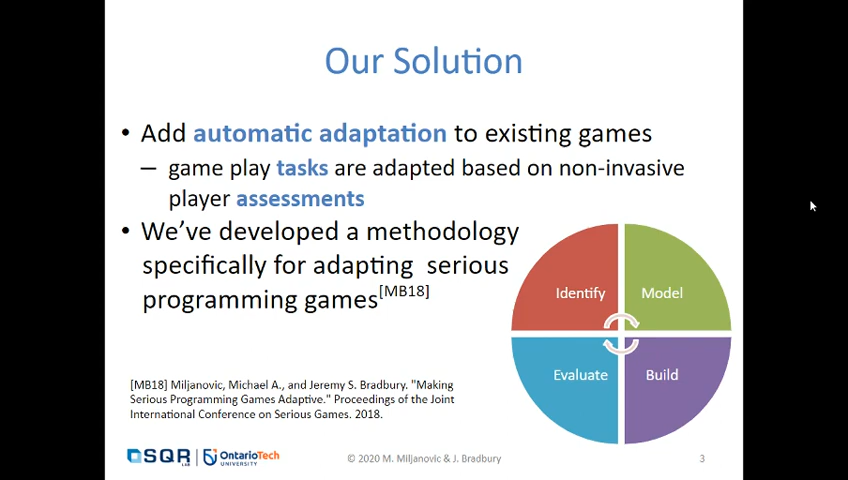 Our Solution
• Add automatic adaptation to existing games
– game play tasks are adapted based on non-invasive
player assessments
• We've developed a methodology
specifically for adapting serious
programming games[MB18]
Identify
Model
Evaluate
Build
[MB18] Miljanovic, Michael A., and Jeremy S. Bradbury. "Making
Serious Programming Games Adaptive." Proceedings of the Joint
International Conference on Serious Games. 2018.
SQR LAB
OntarioTech
UNIVERSITY
© 2020 M. Miljanovic & J. Bradbury
3